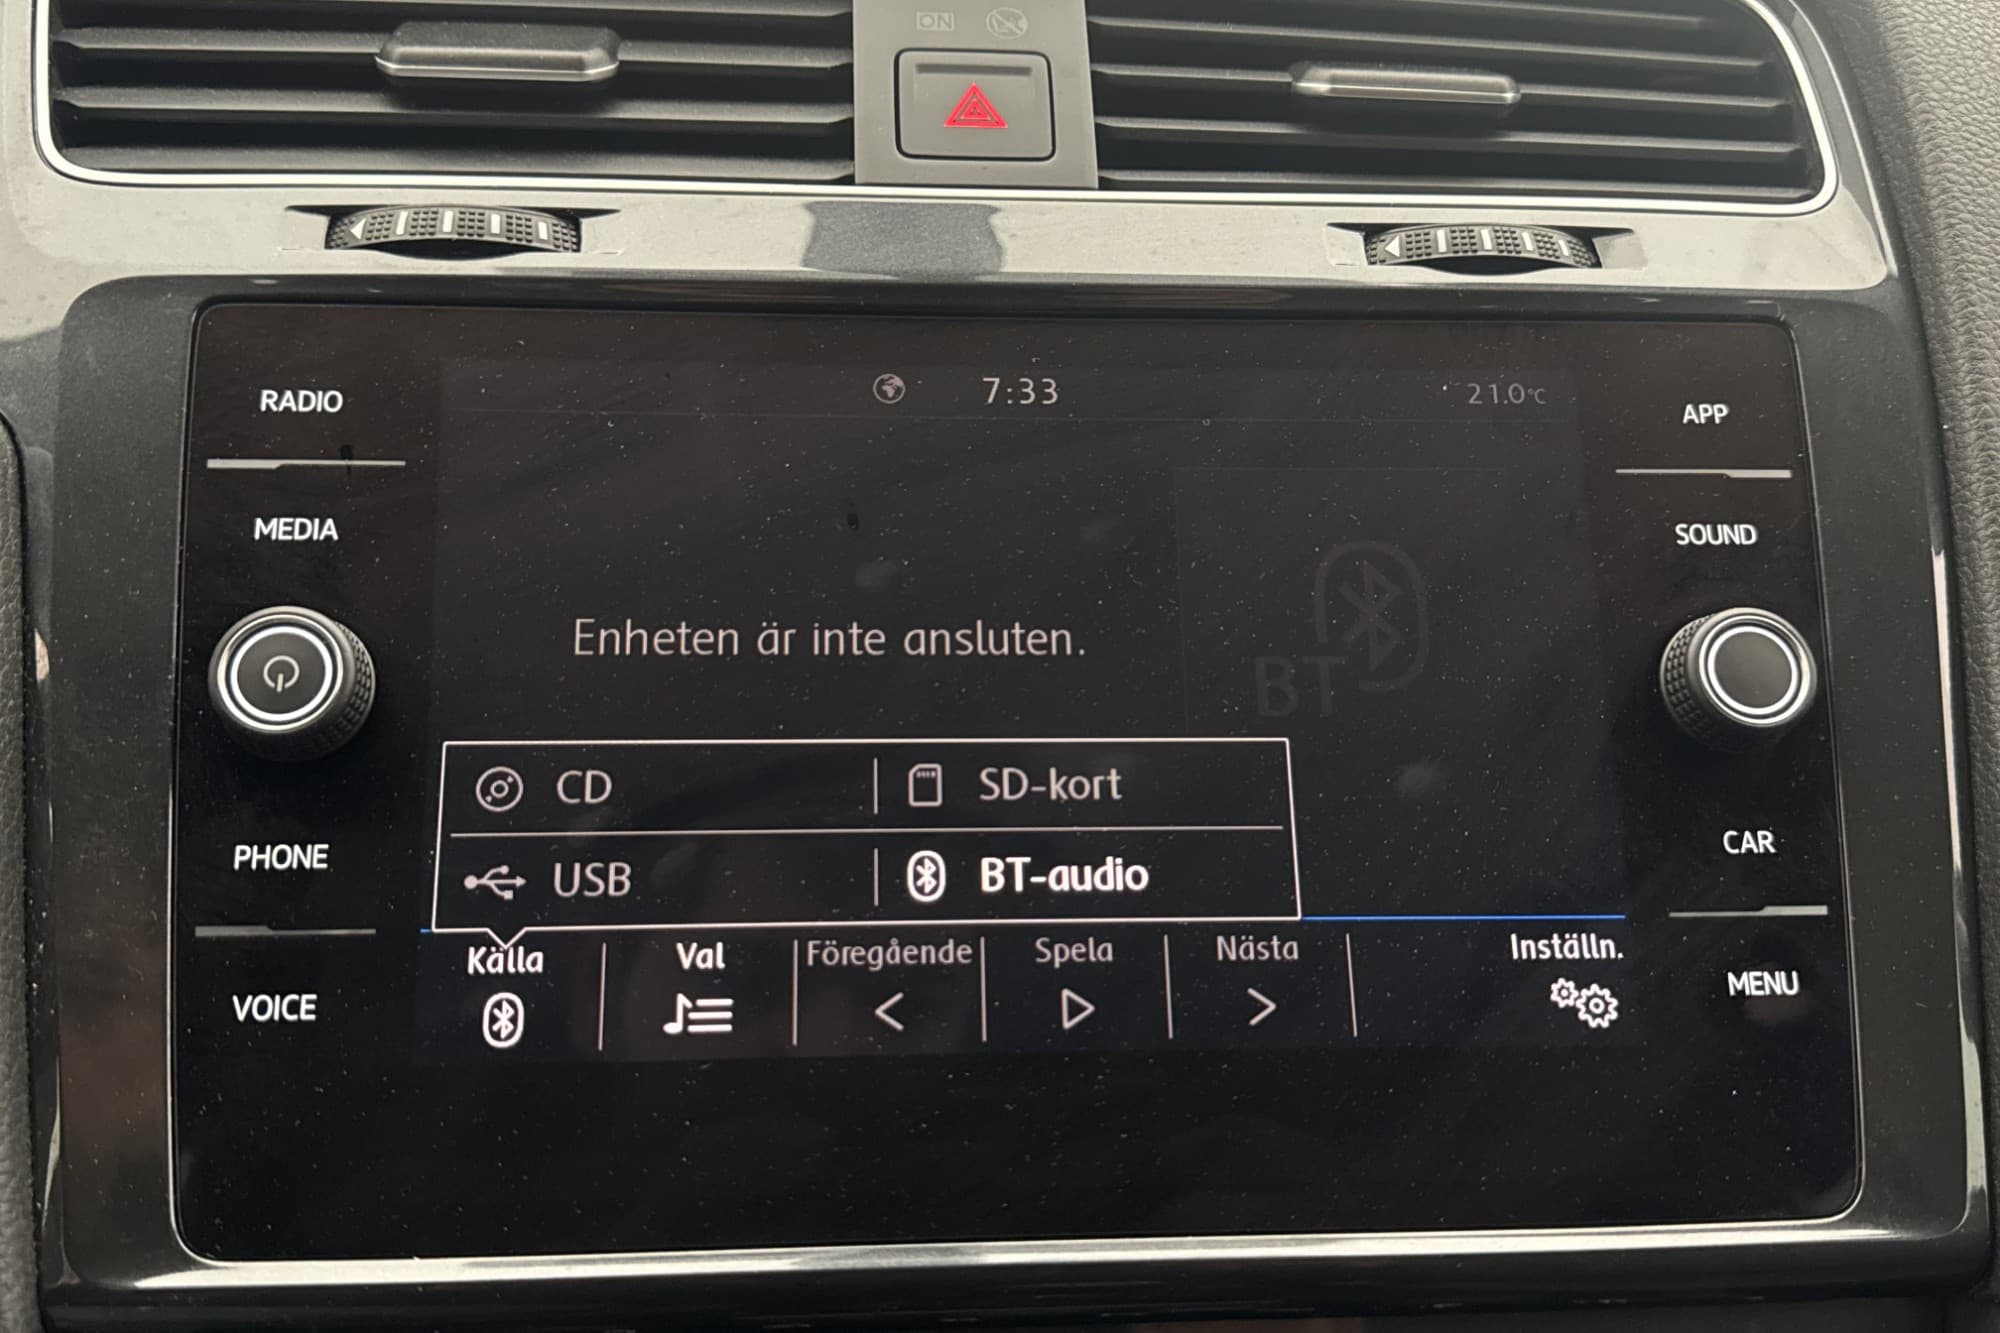 ON
RADIO
7:33
21.0°C
APP
MEDIA
SOUND
Enheten är inte ansluten.
BT
CD
SD-kort
PHONE
CAR
USB
BT-audio
Källa
Val
Föregående
Spela
Nästa
Inställn.
VOICE
MENU